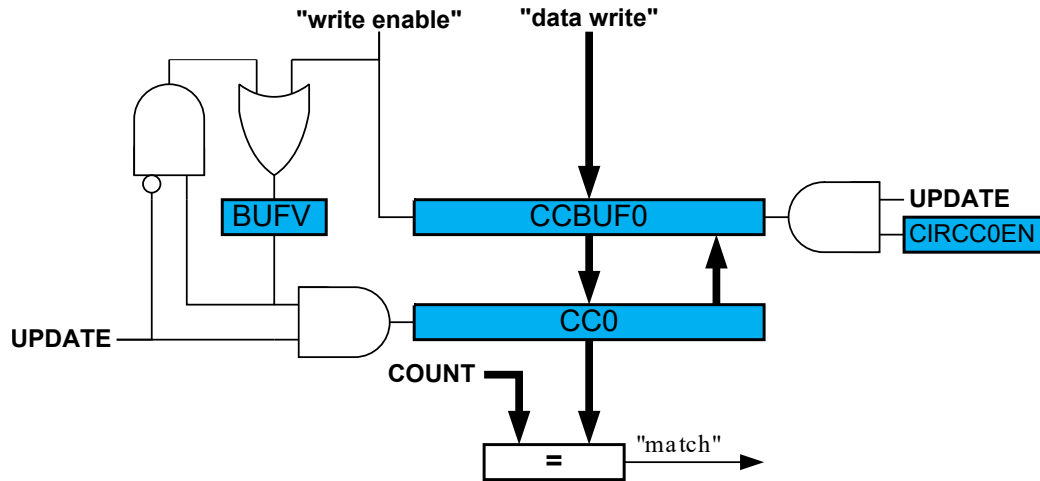 "write enable"
"data write"
BUFV
CCBUF0
UPDATE
CIRCC0EN
CC0
UPDATE
COUNT
=
"match"